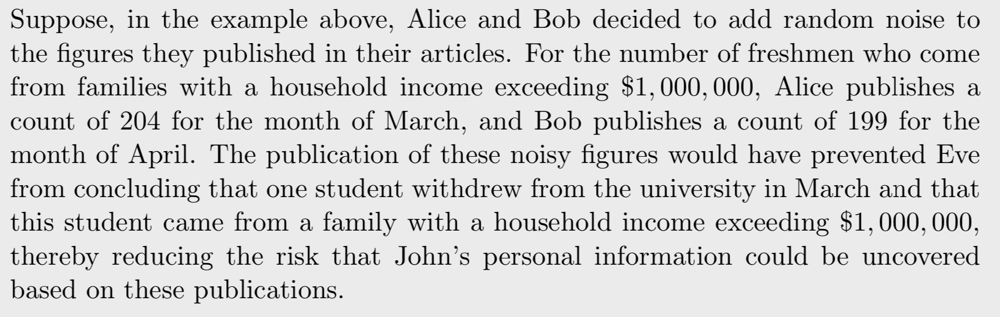 Suppose, in the example above, Alice and Bob decided to add random noise to
the figures they published in their articles. For the number of freshmen who come
from families with a household income exceeding $1,000,000, Alice publishes a
count of 204 for the month of March, and Bob publishes a count of 199 for the
month of April. The publication of these noisy figures would have prevented Eve
from concluding that one student withdrew from the university in March and that
this student came from a family with a household income exceeding $1,000,000,
thereby reducing the risk that John's personal information could be uncovered
based on these publications.